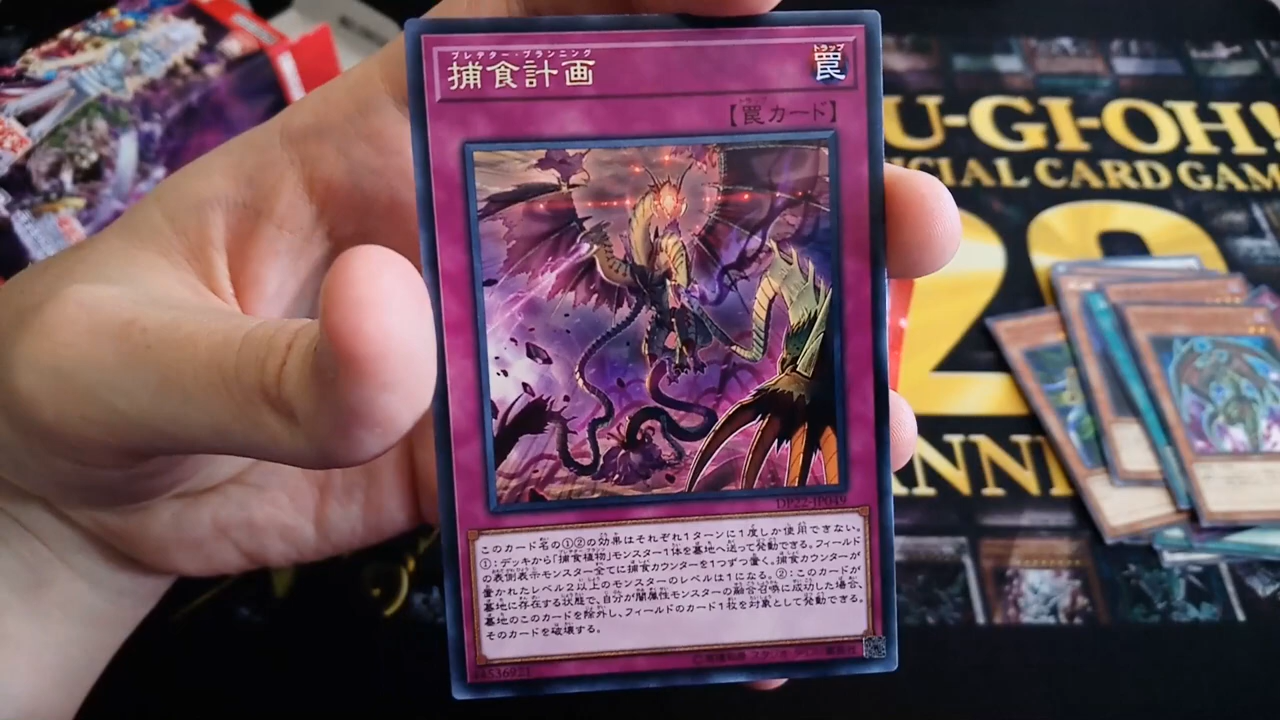 プレデター・プランニング
捕食計画
トラップ
罠
【罠カード】
DP22-JP049
このカード名の①②の効果はそれぞれ1ターンに1度しか使用できない。
①:デッキから「捕食植物」モンスター1体を墓地へ送って発動できる。フィールド
の表側表示モンスター全てに捕食カウンターを1つずつ置く。捕食カウンターが
置かれたレベル2以上のモンスターのレベルは1になる。②:このカードが
墓地に存在する状態で、自分が闇属性モンスターの融合召喚に成功した場合、
墓地のこのカードを除外し、フィールドのカード1枚を対象として発動できる。
そのカードを破壊する。
U-GI-OH!
CIAL CARD GAM
2
ANNI